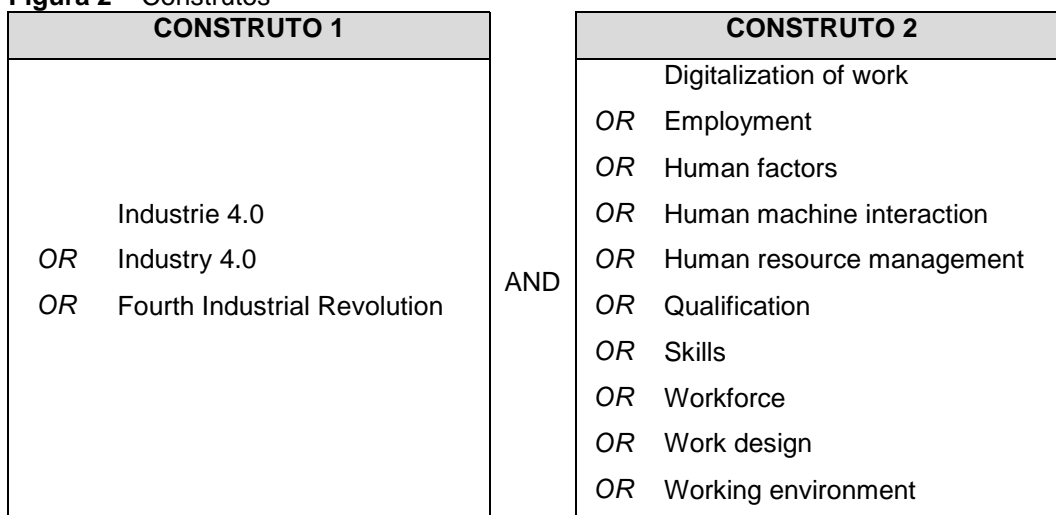 Figura 2 – Construtos
CONSTRUTO 1
Industrie 4.0
OR Industry 4.0
OR Fourth Industrial Revolution
AND
CONSTRUTO 2
Digitalization of work
OR Employment
OR Human factors
OR Human machine interaction
OR Human resource management
OR Qualification
OR Skills
OR Workforce
OR Work design
OR Working environment